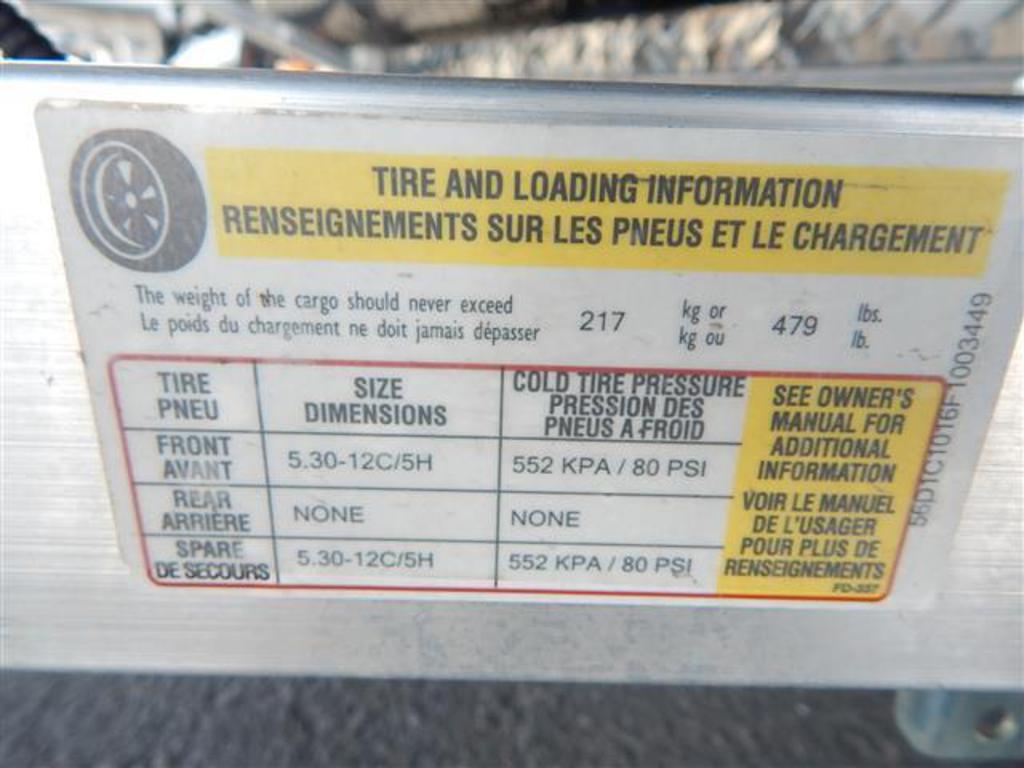 TIRE AND LOADING INFORMATION
RENSEIGNEMENTS SUR LES PNEUS ET LE CHARGEMENT
The weight of the cargo should never exceed
Le poids du chargement ne doit jamais dépasser
217
kg or
kg ou
479
lbs.
lb.
TIRE
PNEU
SIZE
DIMENSIONS
COLD TIRE PRESSURE
PRESSION DES
PNEUS A FROID
FRONT
AVANT
5.30-12C/5H
552 KPA / 80 PSI
REAR
ARRIÈRE
NONE
NONE
SPARE
DE SECOURS
5.30-12C/5H
552 KPA / 80 PSI
SEE OWNER'S
MANUAL FOR
ADDITIONAL
INFORMATION
VOIR LE MANUEL
DE L'USAGER
POUR PLUS DE
RENSEIGNEMENTS
FD-357
56D1C1016F1003449